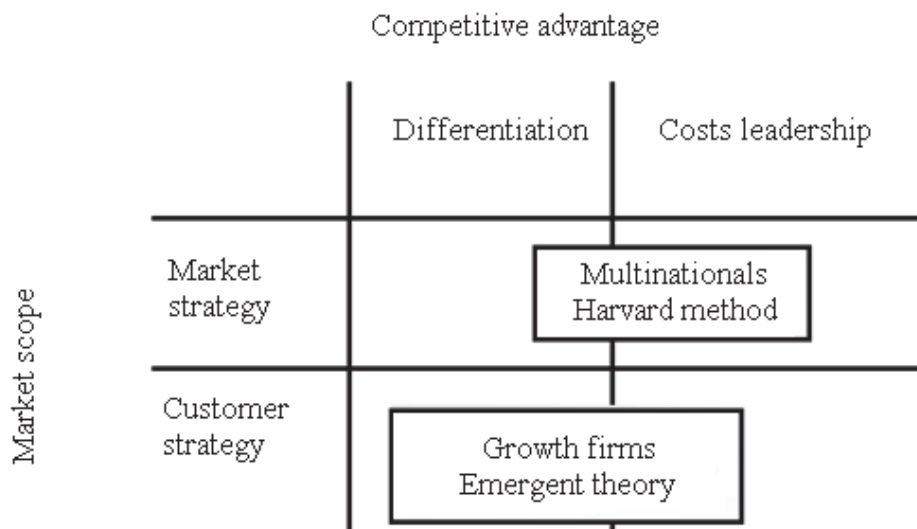 Competitive advantage
Differentiation
Costs leadership
Market scope
Market
strategy
Multinationals
Harvard method
Customer
strategy
Growth firms
Emergent theory